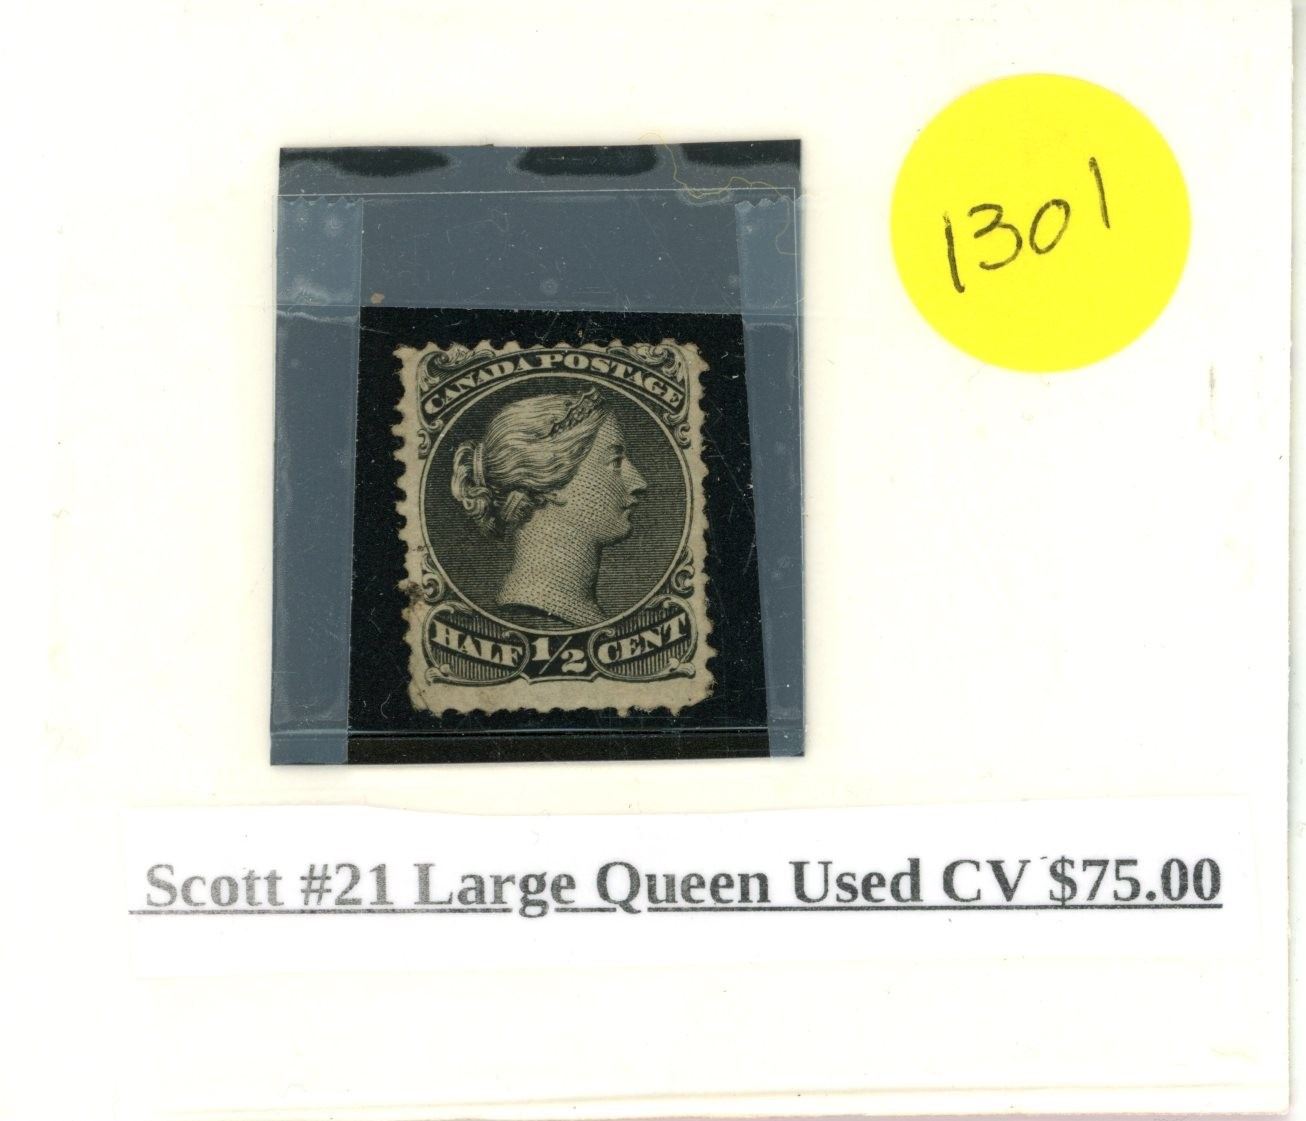 1301
CANADA POSTAGE
HALF 1/2 CENT
Scott #21 Large Queen Used CV $75.00